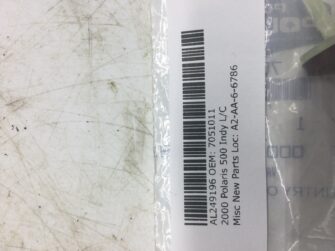 AL249196 OEM: 7051011
2000 Polaris 500 Indy L/C
Misc New Parts Loc: A2-AA-6-6786